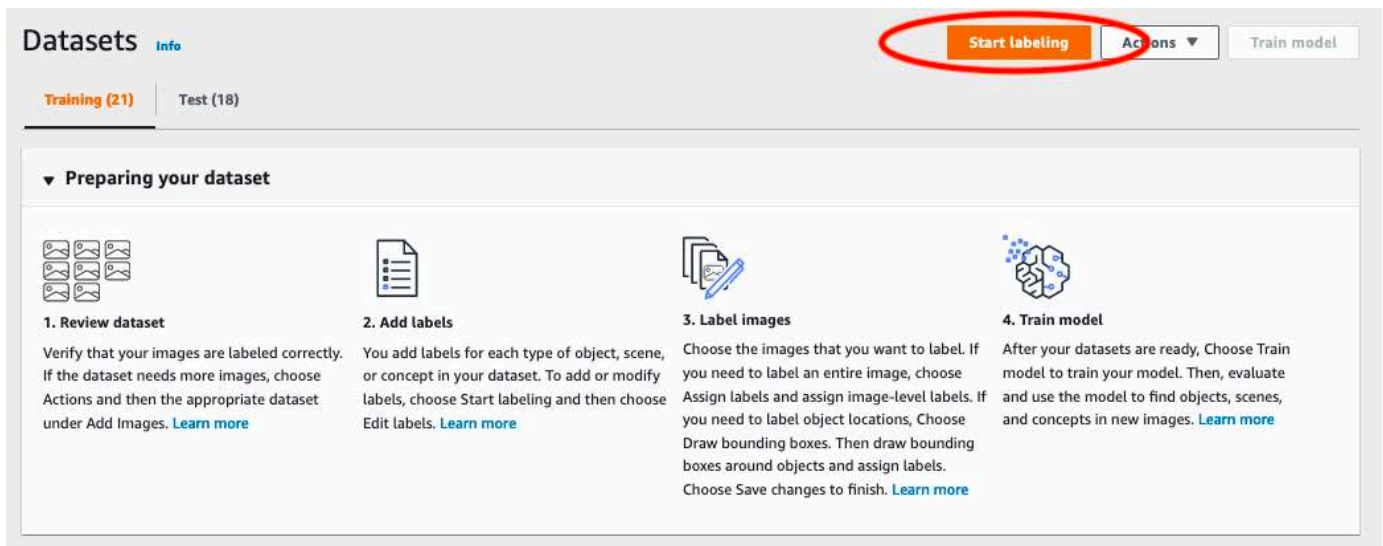 Datasets Info
Start labeling
Actions ▼
Train model
Training (21)
Test (18)
▼ Preparing your dataset
1. Review dataset
Verify that your images are labeled correctly.
If the dataset needs more images, choose
Actions and then the appropriate dataset
under Add Images. Learn more
2. Add labels
You add labels for each type of object, scene,
or concept in your dataset. To add or modify
labels, choose Start labeling and then choose
Edit labels. Learn more
3. Label images
Choose the images that you want to label. If
you need to label an entire image, choose
Assign labels and assign image-level labels. If
you need to label object locations, Choose
Draw bounding boxes. Then draw bounding
boxes around objects and assign labels.
Choose Save changes to finish. Learn more
4. Train model
After your datasets are ready, Choose Train
model to train your model. Then, evaluate
and use the model to find objects, scenes,
and concepts in new images. Learn more